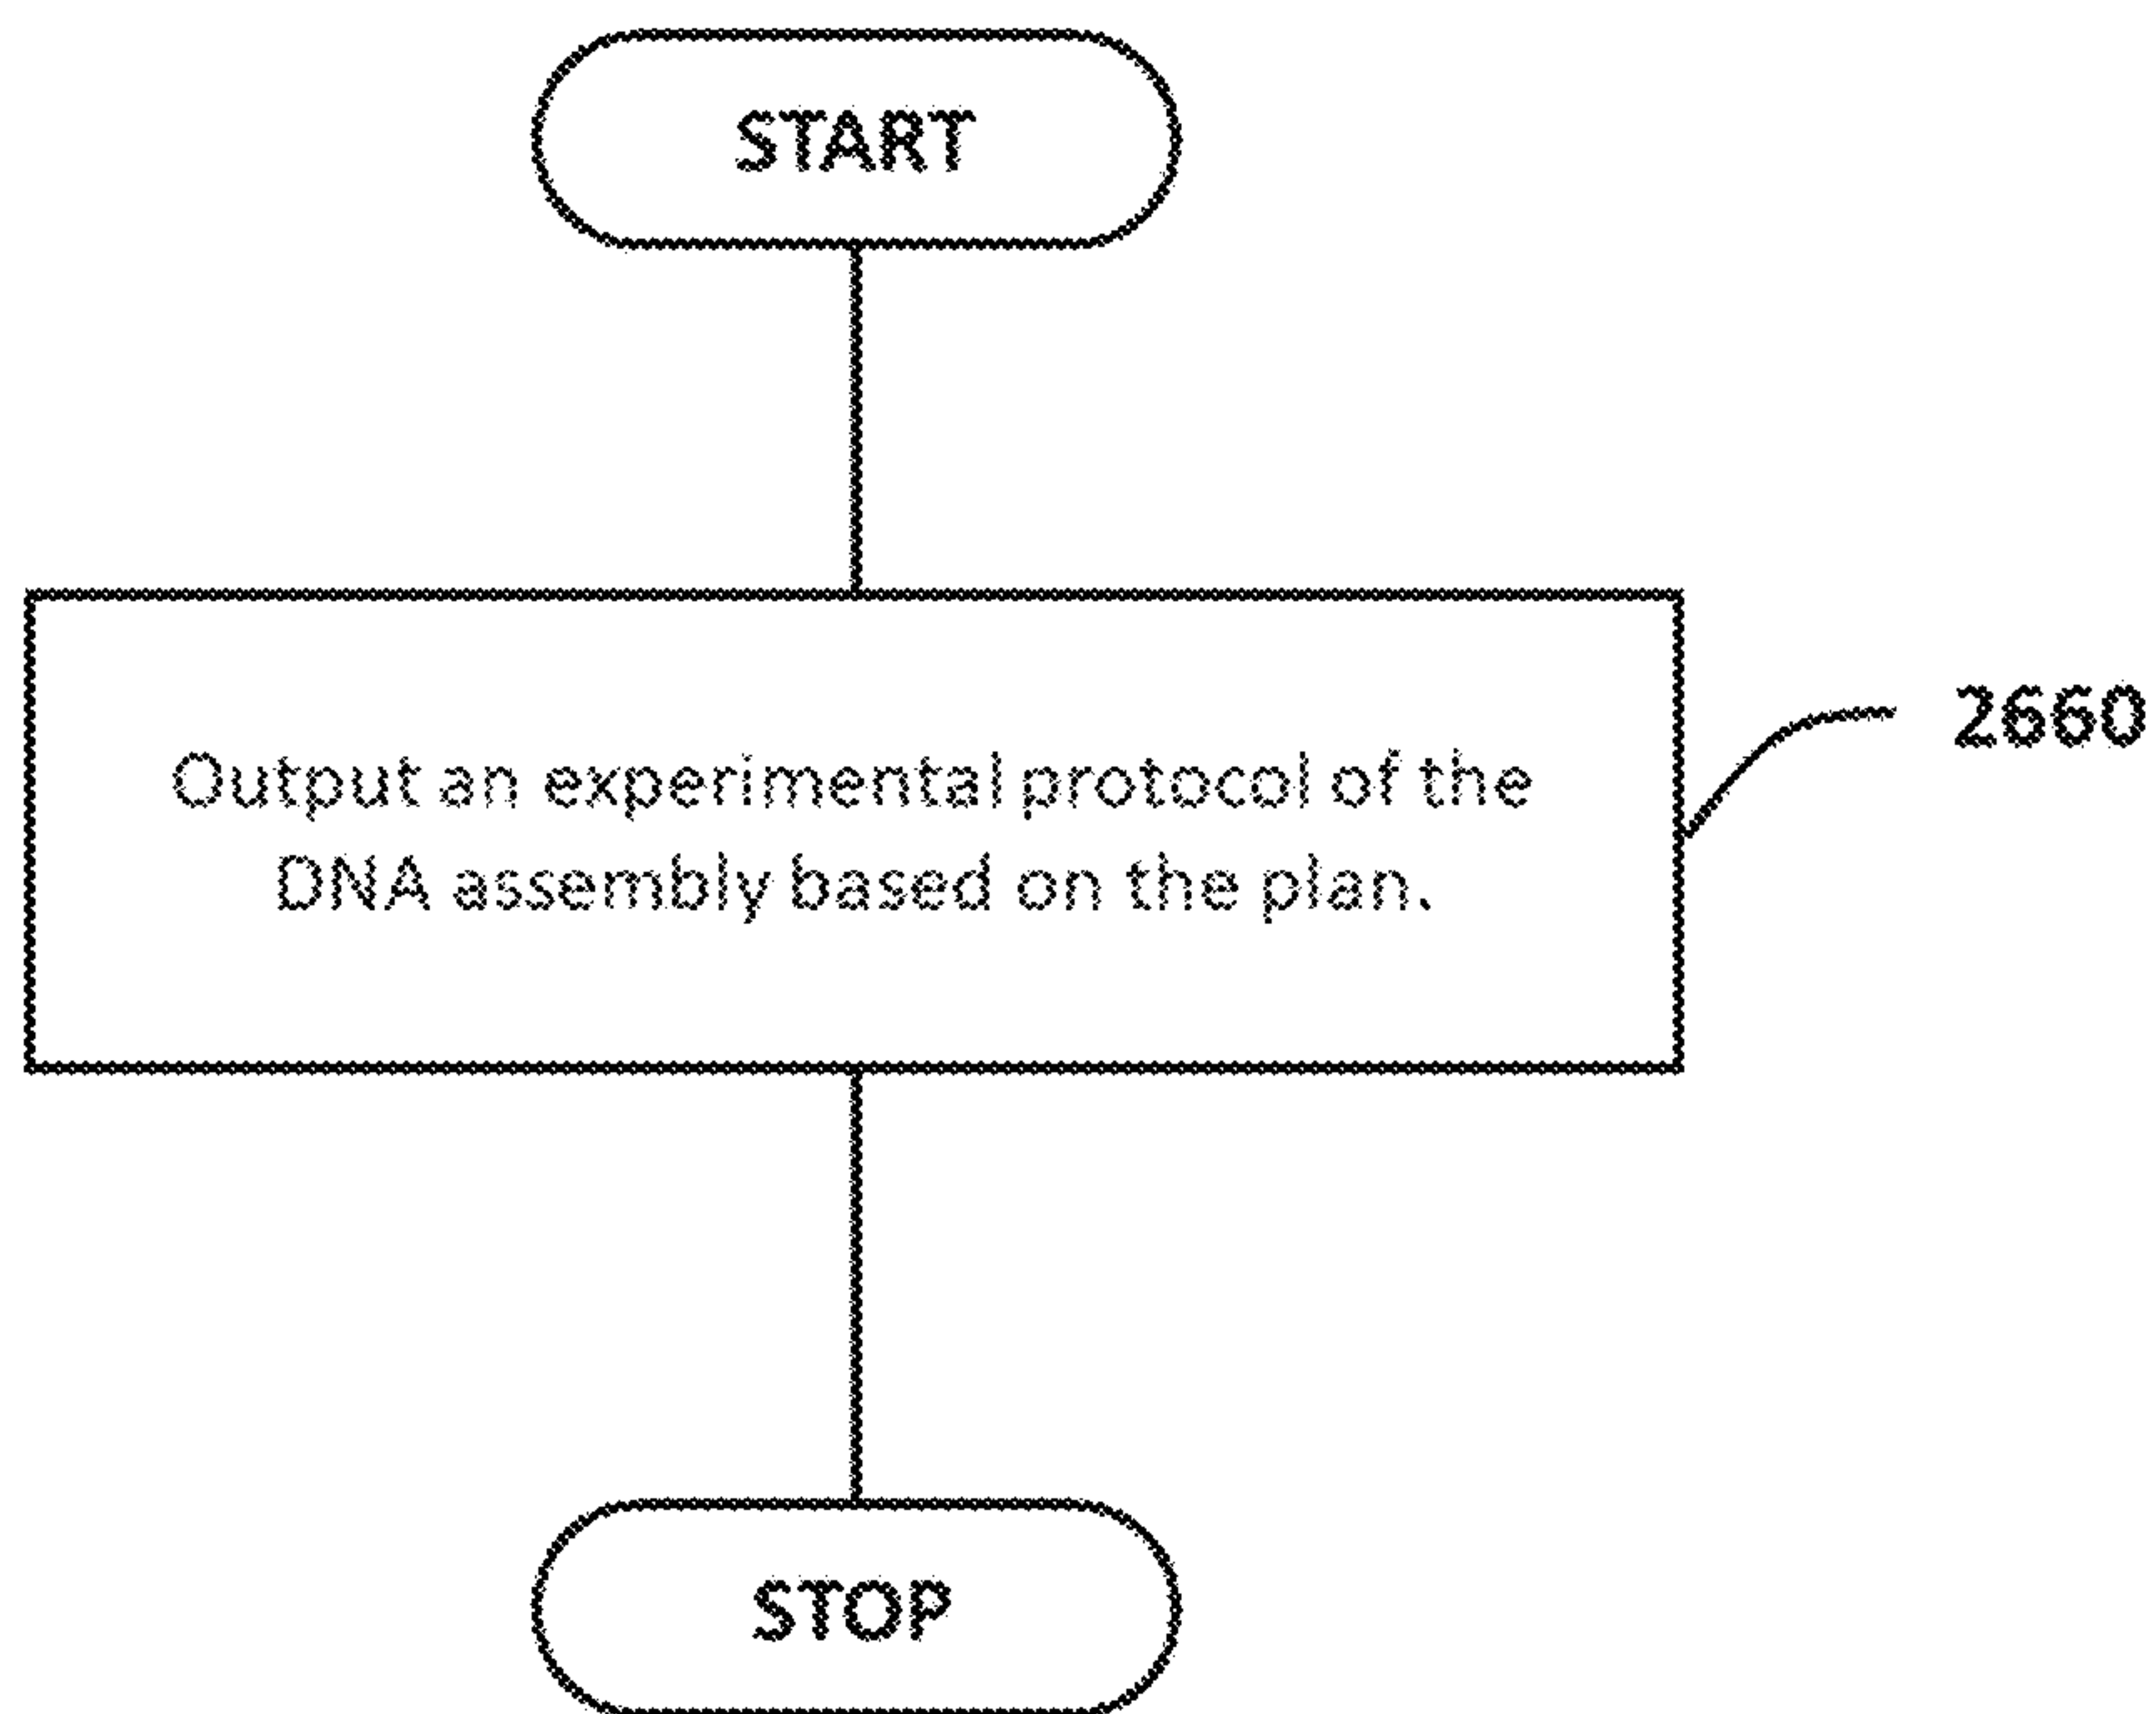 START
Output an experimental protocol of the
DNA assembly based on the plan.
2660
STOP